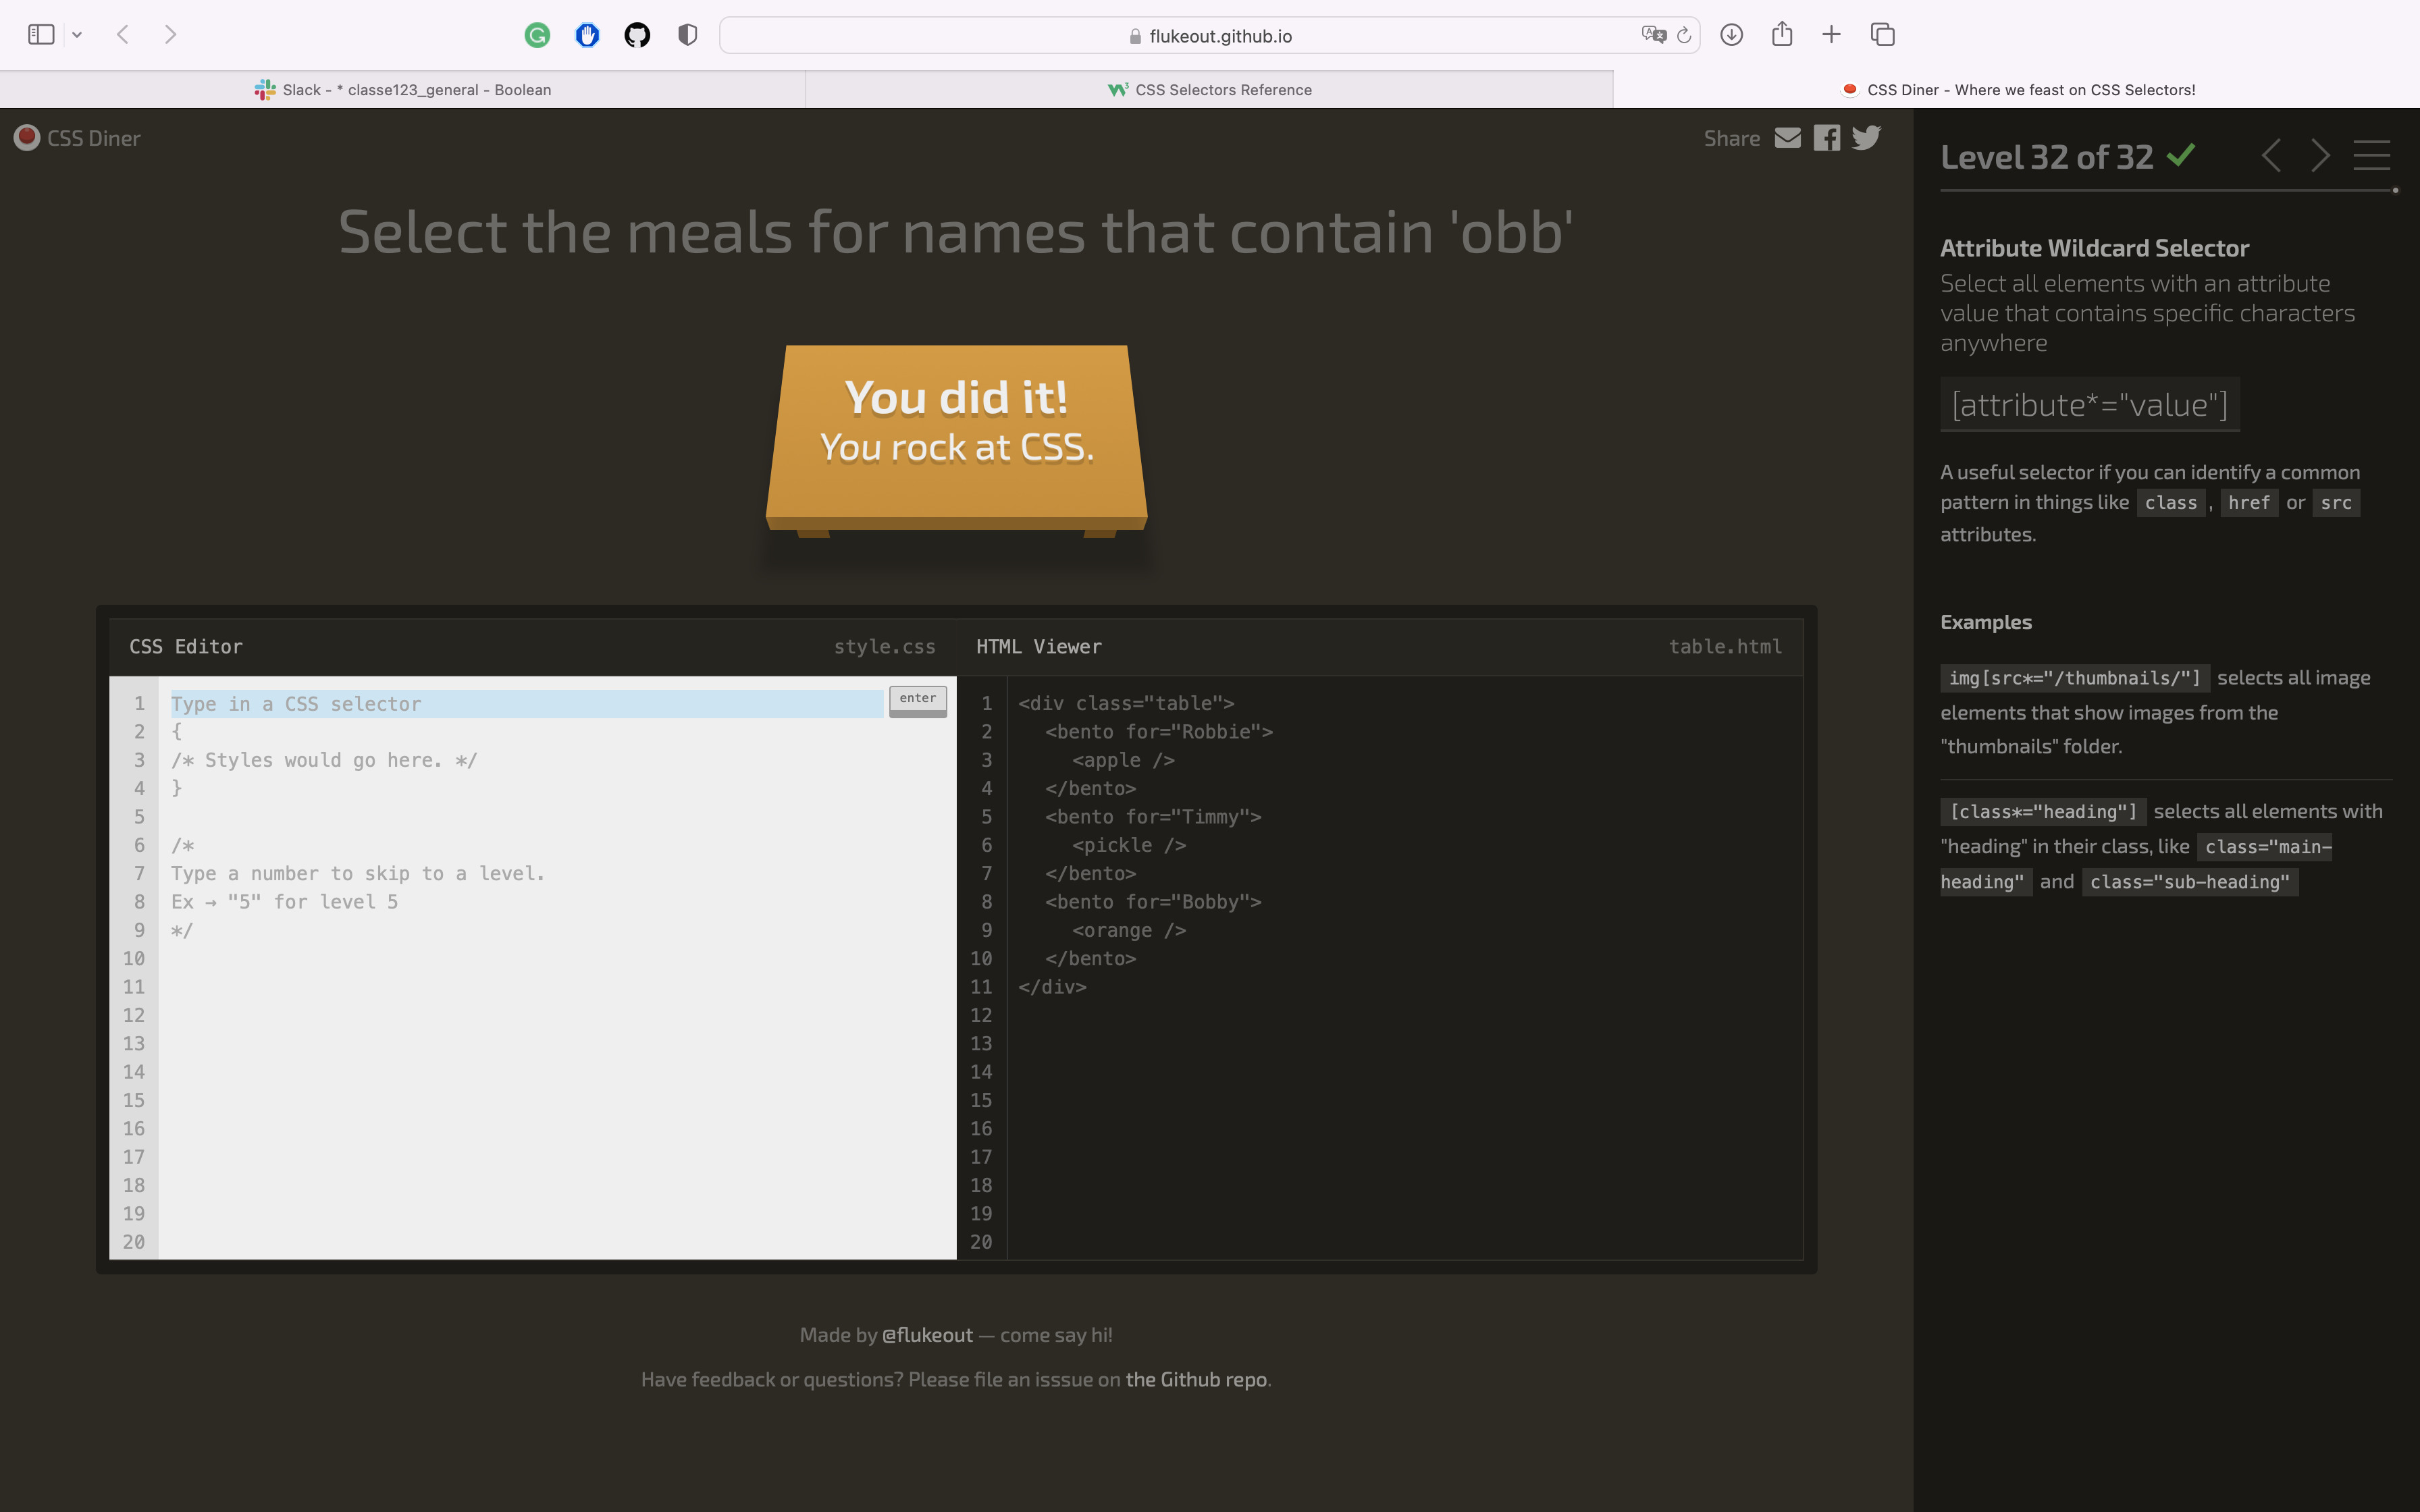 flukeout.github.io
Slack - * classe123_general - Boolean
CSS Selectors Reference
CSS Diner - Where we feast on CSS Selectors!
CSS Diner
Share
Select the meals for names that contain 'obb'
You did it!
You rock at CSS.
CSS Editor
style.css
HTML Viewer
table.html
1 Type in a CSS selector
enter
2 {
3 /* Styles would go here. */
4 }
5
6 /*
7 Type a number to skip to a level.
8 Ex → "5" for level 5
9 */
10
11
12
13
14
15
16
17
18
19
20
1 <div class="table">
2 <bento for="Robbie">
3 <apple />
4 </bento>
5 <bento for="Timmy">
6 <pickle />
7 </bento>
8 <bento for="Bobby">
9 <orange />
10 </bento>
11 </div>
12
13
14
15
16
17
18
19
20
Made by @flukeout — come say hi!
Have feedback or questions? Please file an isssue on the Github repo.
Level 32 of 32
Attribute Wildcard Selector
Select all elements with an attribute
value that contains specific characters
anywhere
[attribute*="value"]
A useful selector if you can identify a common
pattern in things like class , href or src
attributes.
Examples
img[src*="/thumbnails/"] selects all image
elements that show images from the
"thumbnails" folder.
[class*="heading"] selects all elements with
"heading" in their class, like class="main-
heading" and class="sub-heading"